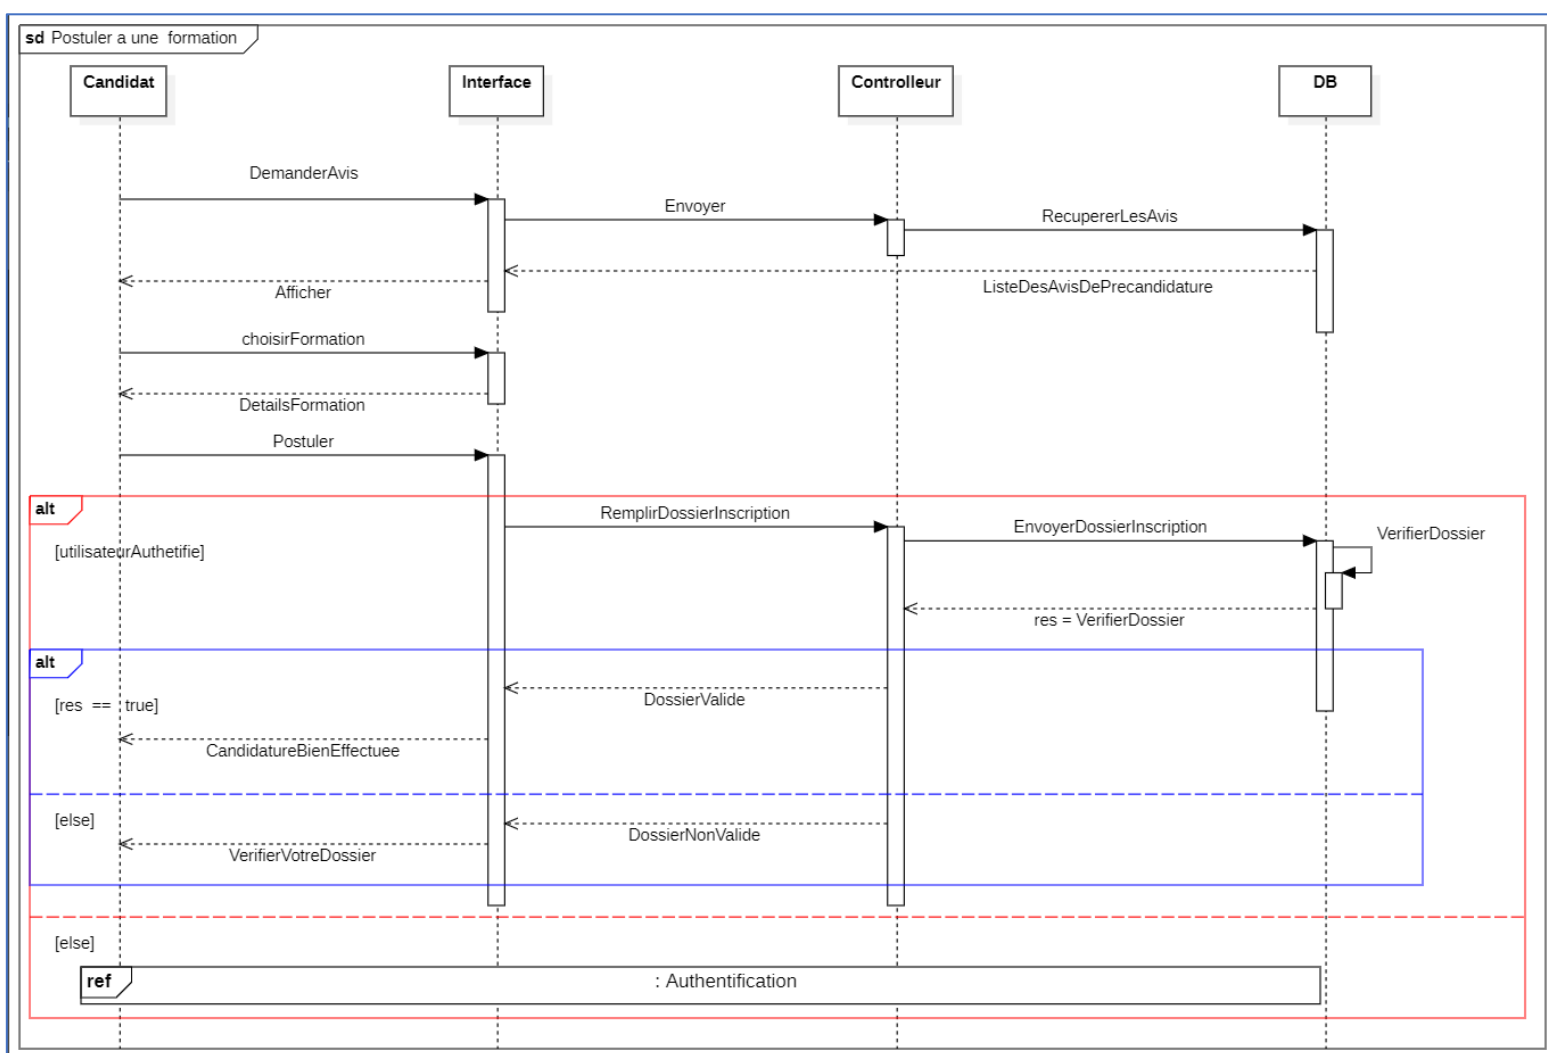 sd Postuler a une formation
Candidat
Interface
Controlleur
DB
DemanderAvis
Envoyer
RecupererLesAvis
ListeDesAvisDePrecandidature
Afficher
choisirFormation
DetailsFormation
Postuler
alt
RemplirDossierInscription
EnvoyerDossierInscription
VerifierDossier
[utilisateurAuthetifie]
res = VerifierDossier
alt
[res == true]
DossierValide
CandidatureBienEffectuee
[else]
DossierNonValide
VerifierVotreDossier
[else]
ref
: Authentification